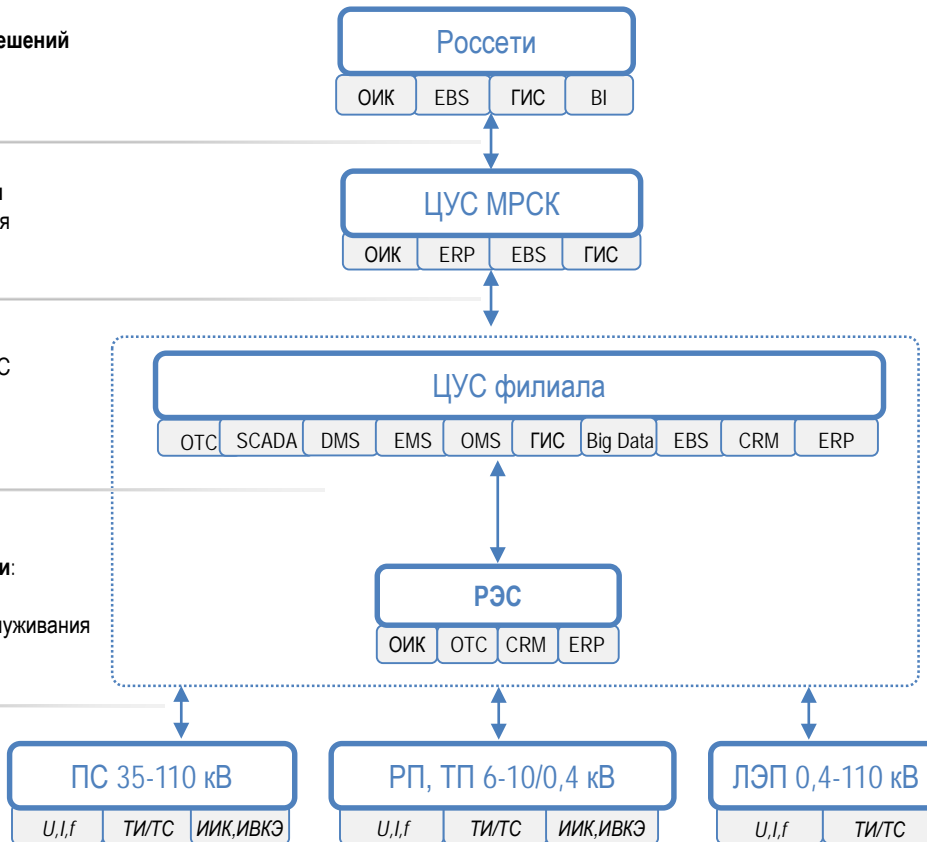 ешений
Россети
ОИК EBS ГИС BI
и
я
ЦУС МРСК
ОИК ERP EBS ГИС
С
ЦУС филиала
ОТС SCADA DMS EMS OMS ГИС Big Data EBS CRM ERP
и:
луживания
РЭС
ОИК ОТС CRM ERP
ПС 35-110 кВ
РП, ТП 6-10/0,4 кВ
ЛЭП 0,4-110 кВ
U,I,f ТИ/ТС ИИК,ИВКЭ
U,I,f ТИ/ТС ИИК,ИВКЭ
U,I,f ТИ/ТС